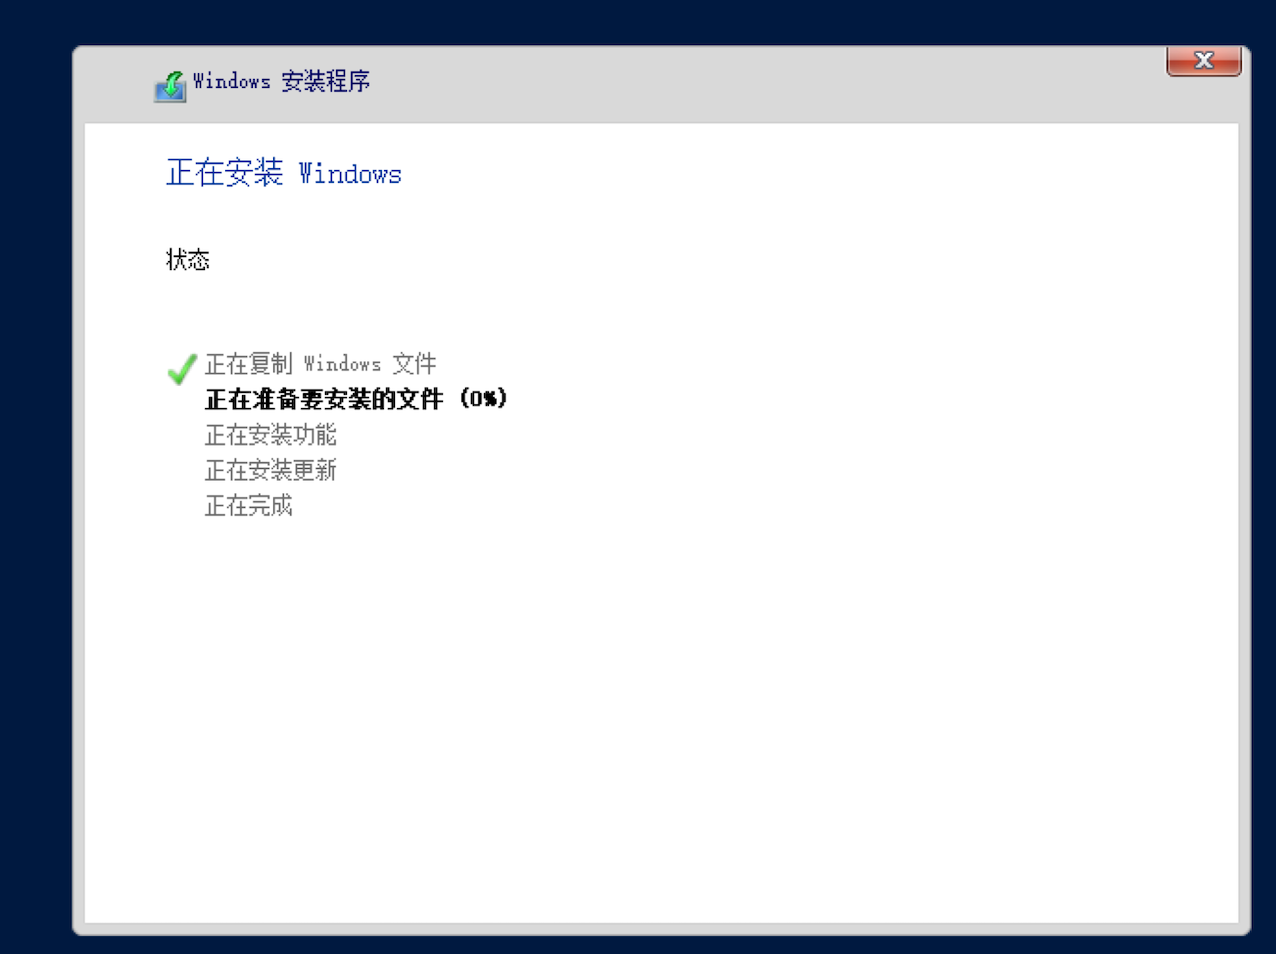 Windows 安装程序
正在安装 Windows
状态
正在复制 Windows 文件
正在准备要安装的文件 (0%)
正在安装功能
正在安装更新
正在完成